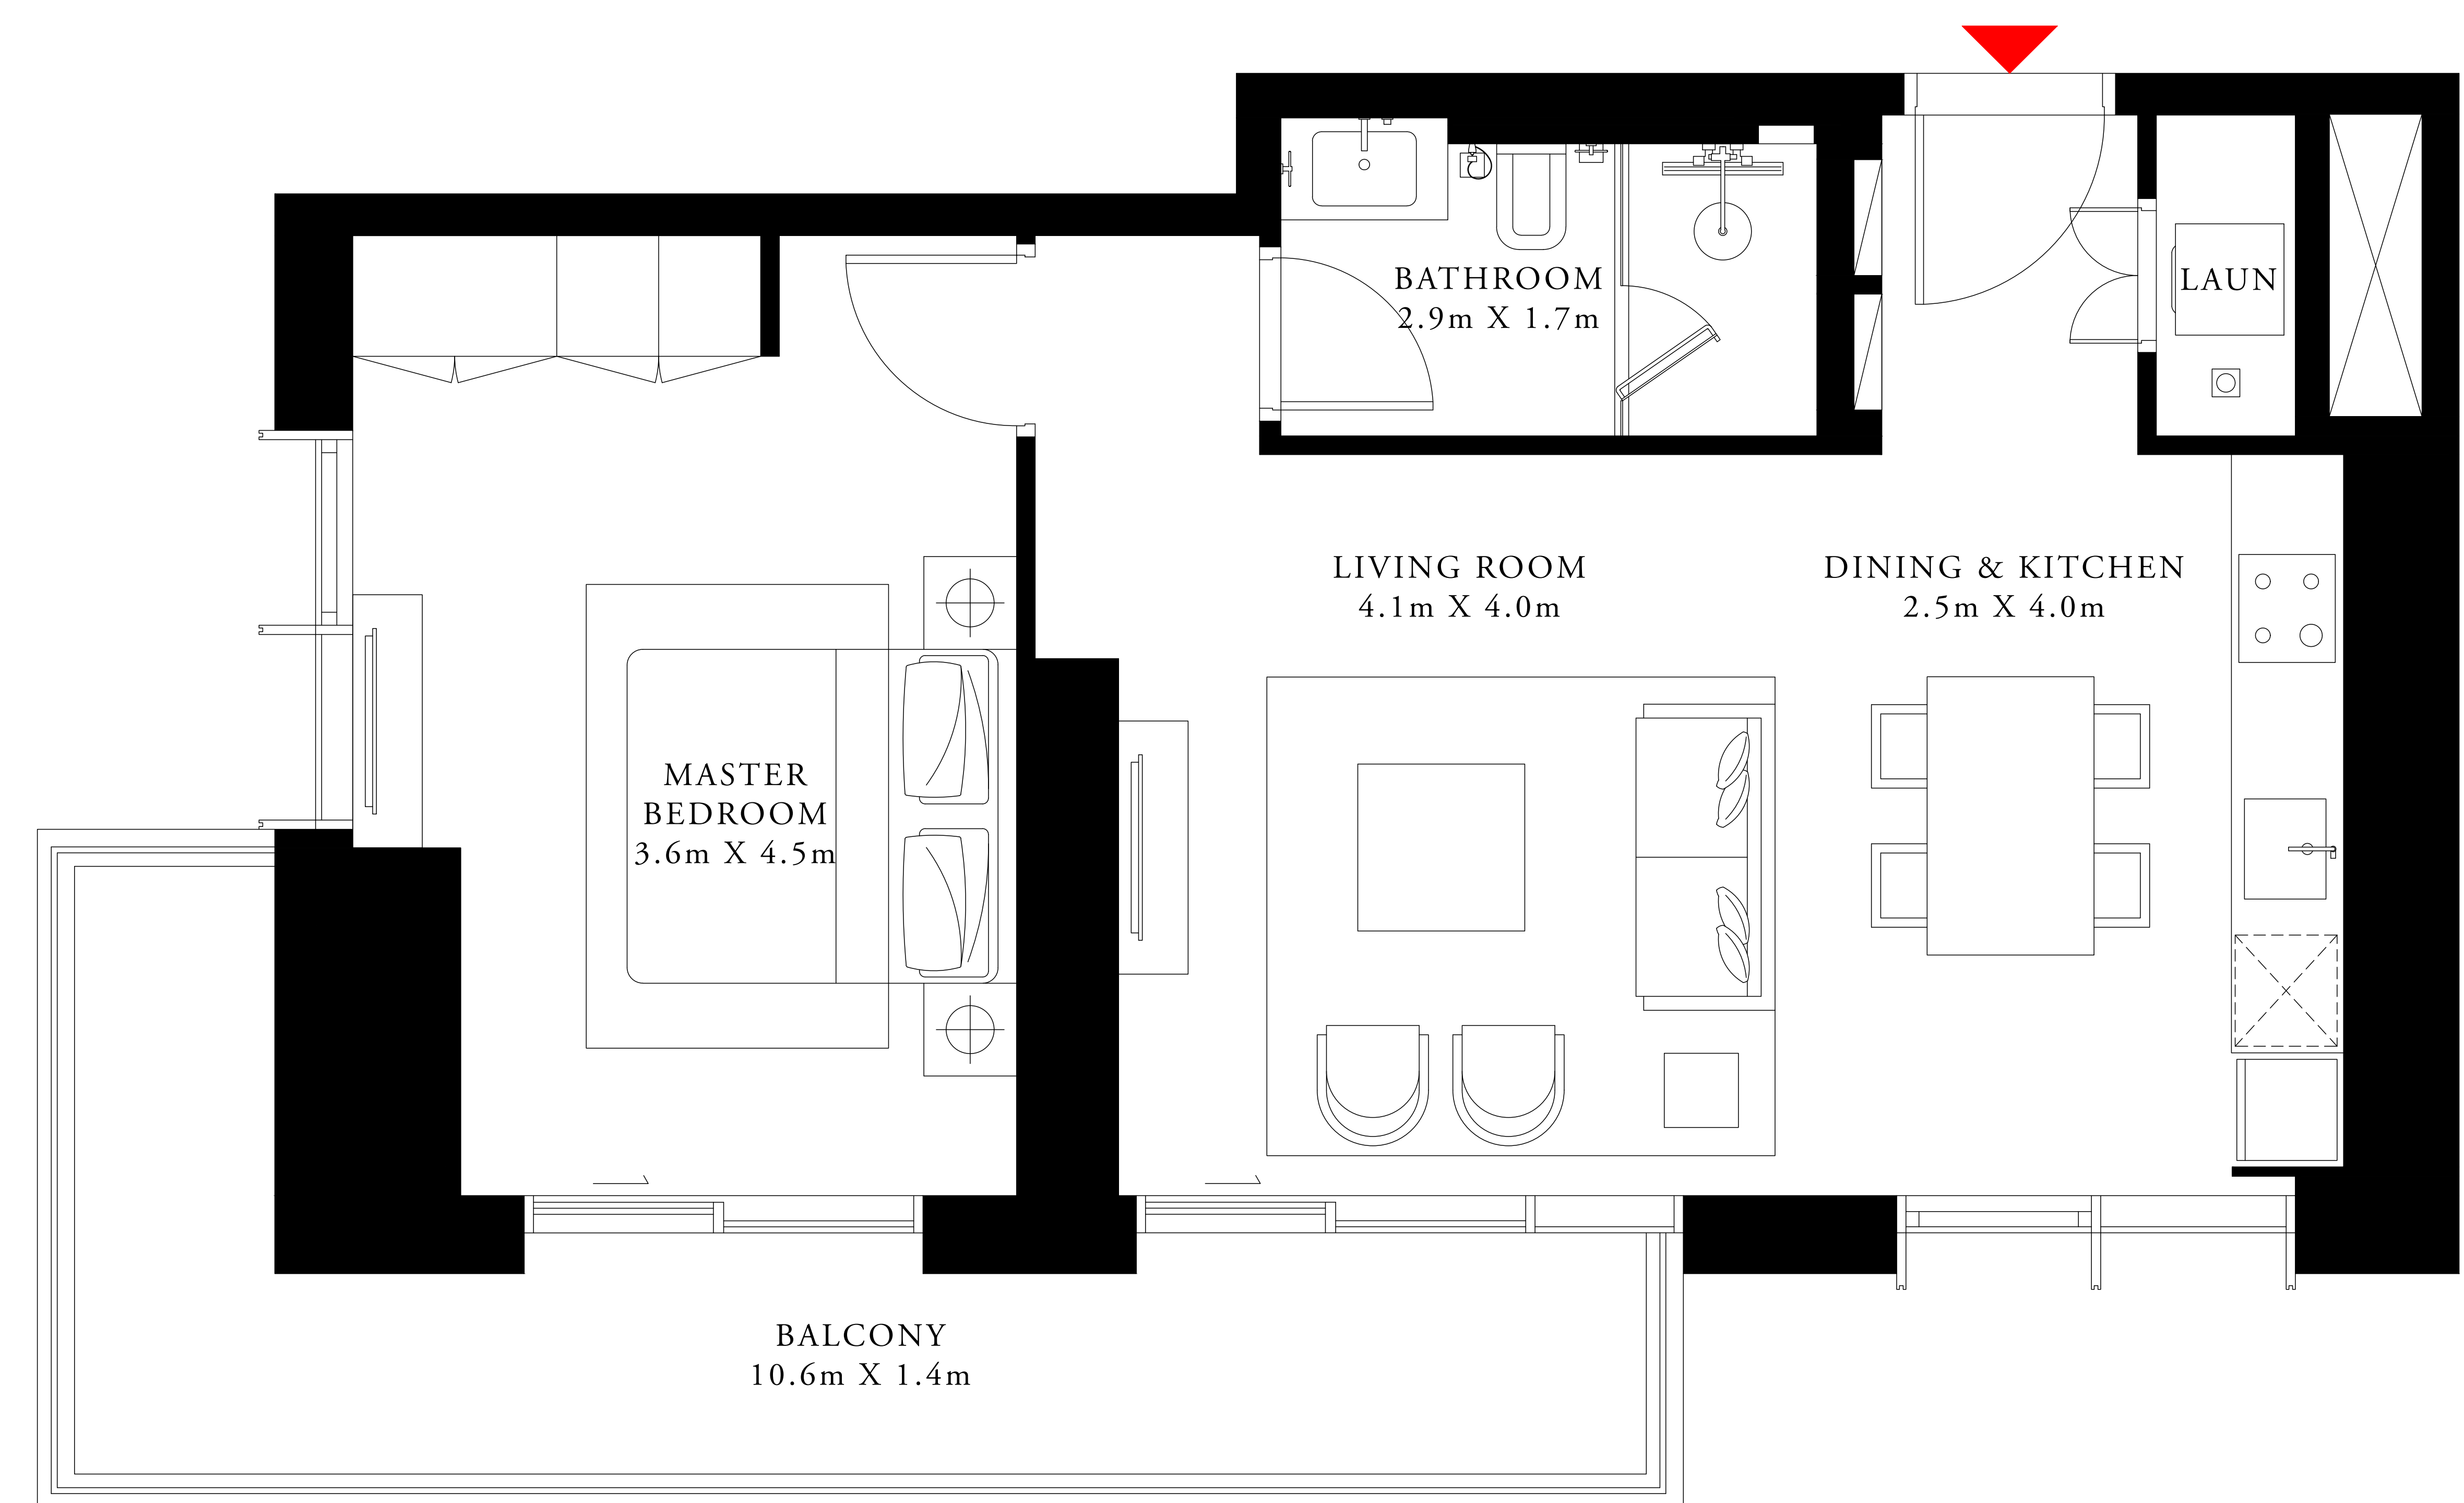 BATHROOM
2.9m X 1.7m
LAUN
LIVING ROOM
4.1m X 4.0m
DINING & KITCHEN
2.5m X 4.0m
MASTER
BEDROOM
3.6m X 4.5m
BALCONY
10.6m X 1.4m